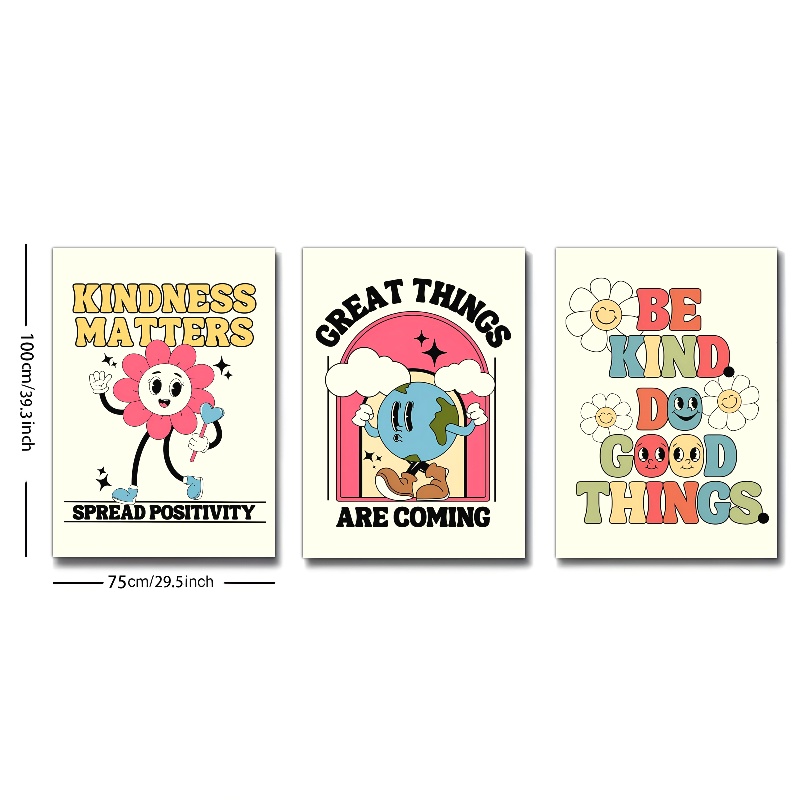 KINDNESS
MATTERS
SPREAD POSITIVITY
GREAT THINGS
ARE COMING
BE
KIND.
DO
GOOD
THINGS.
100cm/39.3inch
75cm/29.5inch